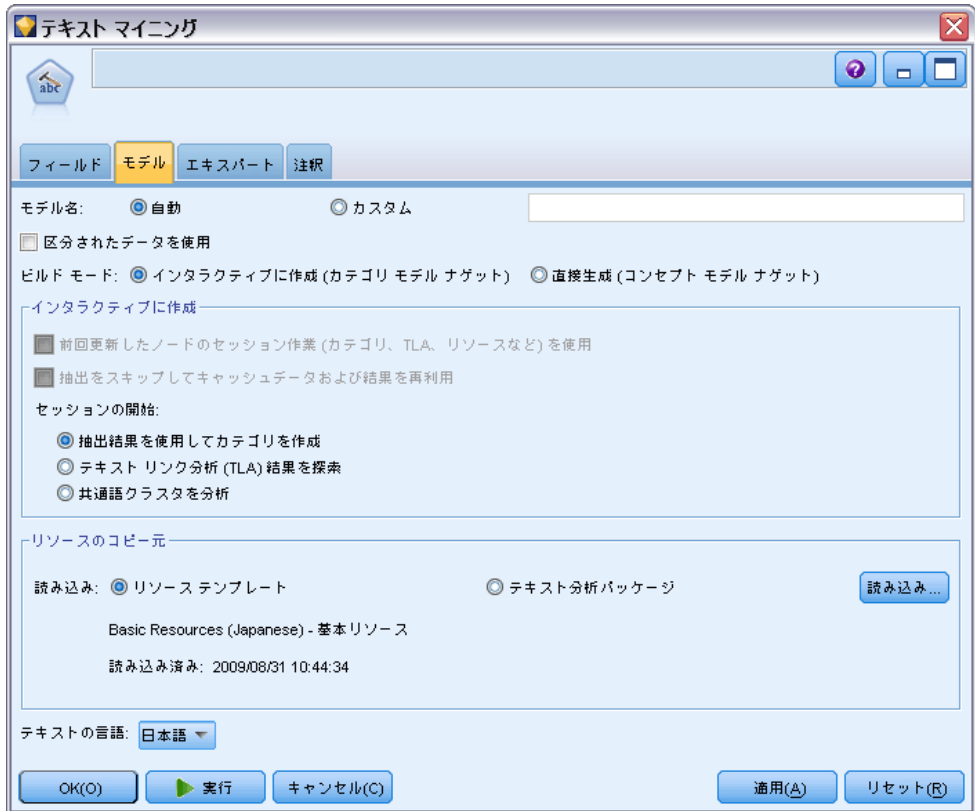 テキスト マイニング
abc
フィールド モデル エキスパート 注釈
モデル名: 自動 カスタム
区分されたデータを使用
ビルド モード: インタラクティブに作成 (カテゴリ モデル ナゲット) 直接生成 (コンセプト モデル ナゲット)
インタラクティブに作成
前回更新したノードのセッション作業 (カテゴリ、TLA、リソースなど) を使用
抽出をスキップしてキャッシュデータおよび結果を再利用
セッションの開始:
抽出結果を使用してカテゴリを作成
テキスト リンク分析 (TLA) 結果を探索
共通語クラスタを分析
リソースのコピー元
読み込み: リソース テンプレート テキスト分析パッケージ 読み込み...
Basic Resources (Japanese) - 基本リソース
読み込み済み: 2009/08/31 10:44:34
テキストの言語: 日本語
OK(O) 実行 キャンセル(C) 適用(A) リセット(R)